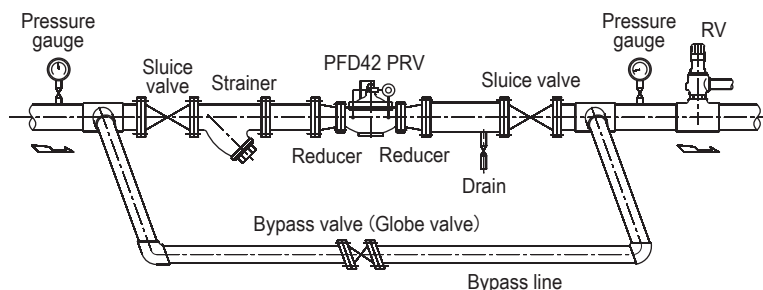 Pressure
gauge
Sluice
valve
Strainer
PFD42 PRV
Sluice valve
Pressure
gauge
RV
Reducer
Reducer
Drain
Bypass valve (Globe valve)
Bypass line